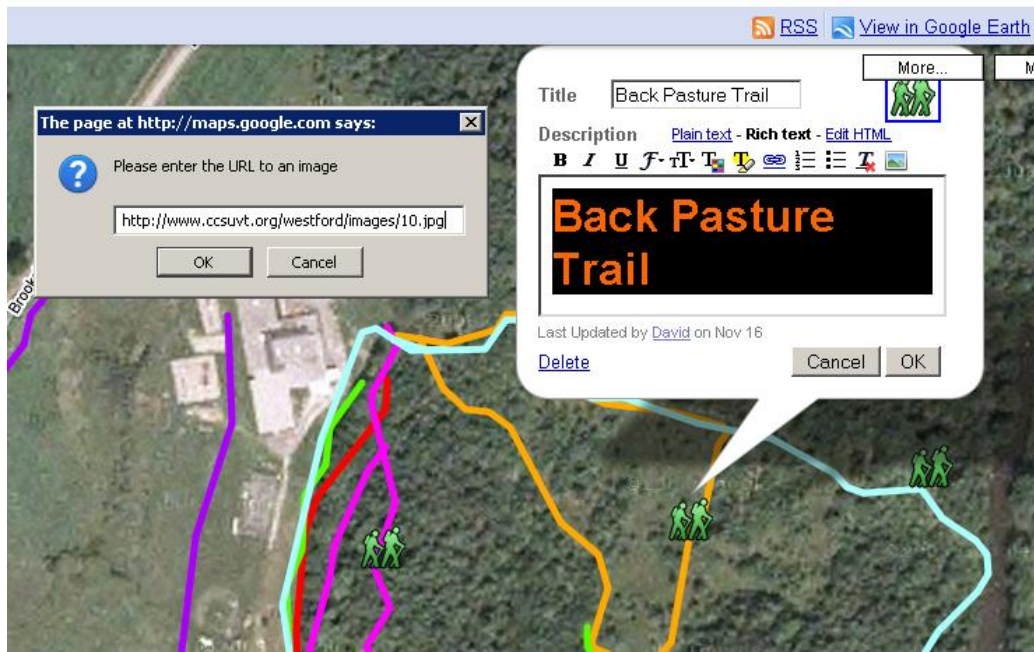 RSS View in Google Earth
More...
M
The page at http://maps.google.com says:
Please enter the URL to an image
http://www.ccsuvt.org/westford/images/10.jpg
OK Cancel
Title Back Pasture Trail
Description Plain text - Rich text - Edit HTML
B I U F- TT- T
Back Pasture
Trail
Last Updated by David on Nov 16
Delete Cancel OK
Brook